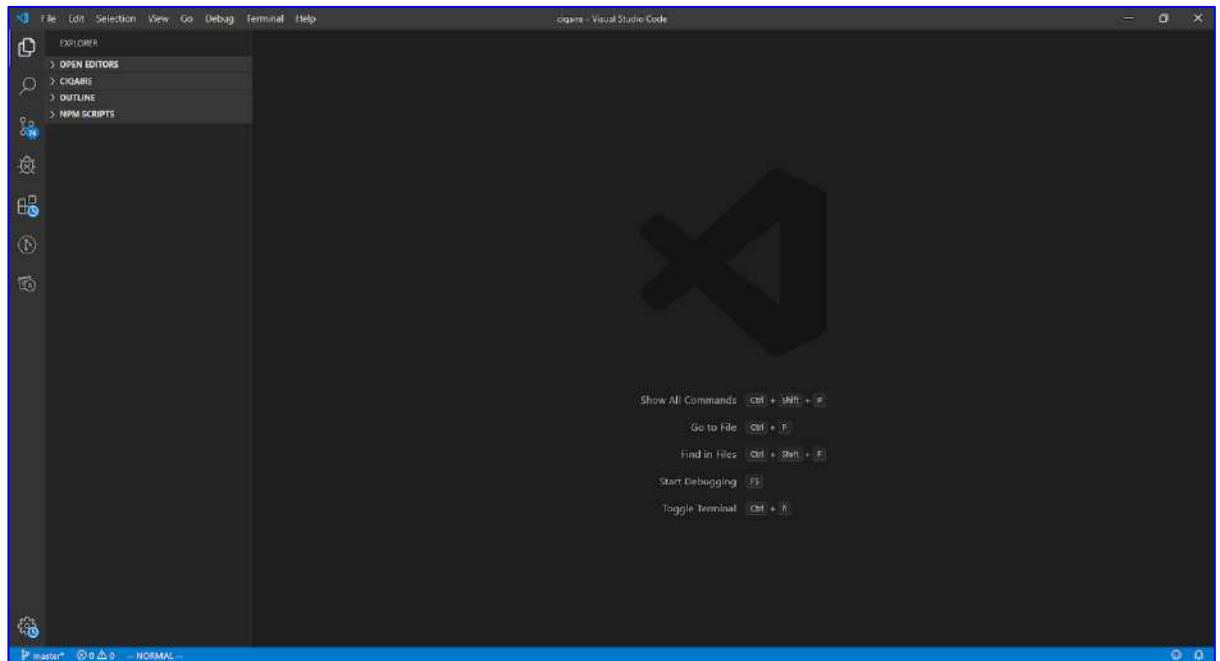 File Edit Selection View Go Debug Terminal Help
ciqaire - Visual Studio Code
EXPLORER
> OPEN EDITORS
> CIQAIRE
> OUTLINE
> NPM SCRIPTS
Show All Commands Ctrl + Shift + P
Go to File Ctrl + P
Find in Files Ctrl + Shift + F
Start Debugging F5
Toggle Terminal Ctrl +
master* 0 0 -- NORMAL --